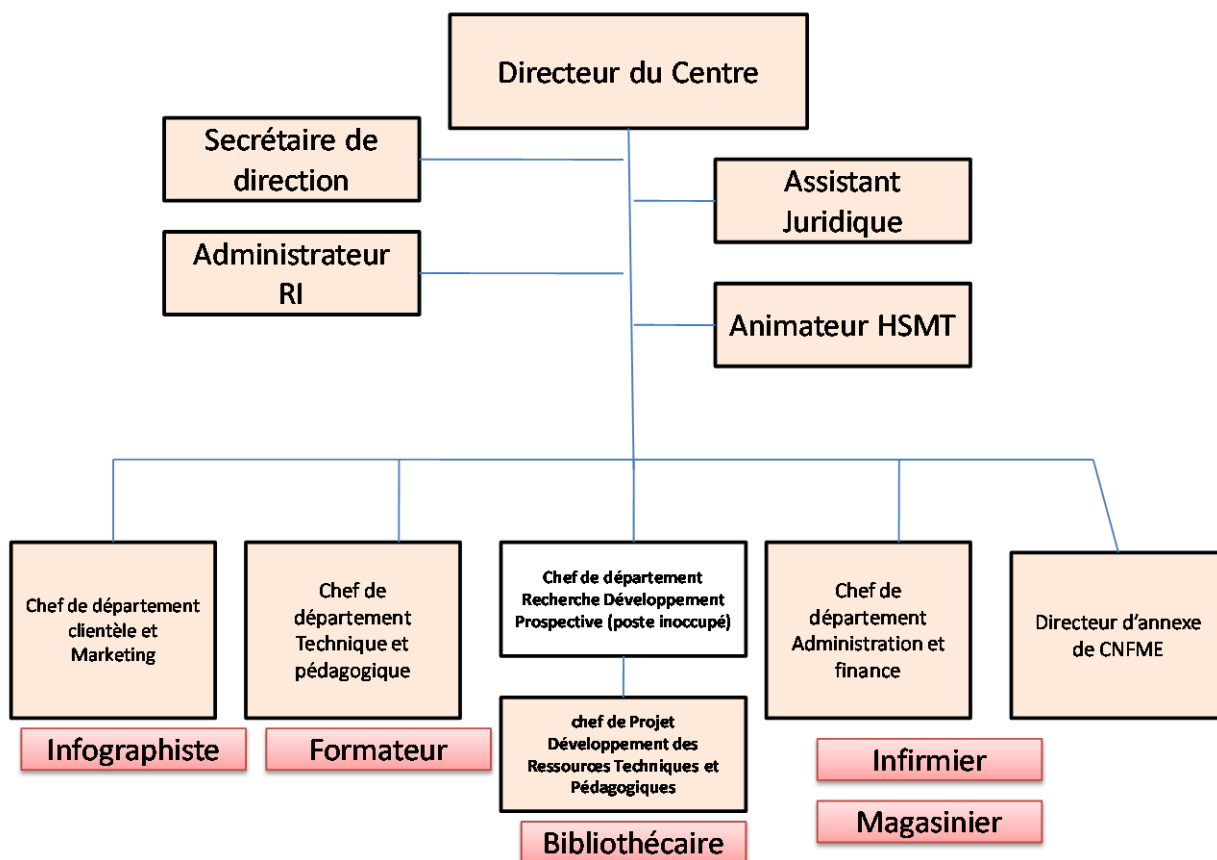 Directeur du Centre
Secrétaire de
direction
Assistant
Juridique
Administrateur
RI
Animateur HSMT
Chef de département
clientèle et
Marketing
Chef de
département
Technique et
pédagogique
Chef de département
Recherche Développement
Prospective (poste inoccupé)
Chef de
département
Administration et
finance
Directeur d’annexe
de CNFME
chef de Projet
Développement des
Ressources Techniques et
Pédagogiques
Infographiste
Formateur
Bibliothécaire
Infirmier
Magasinier